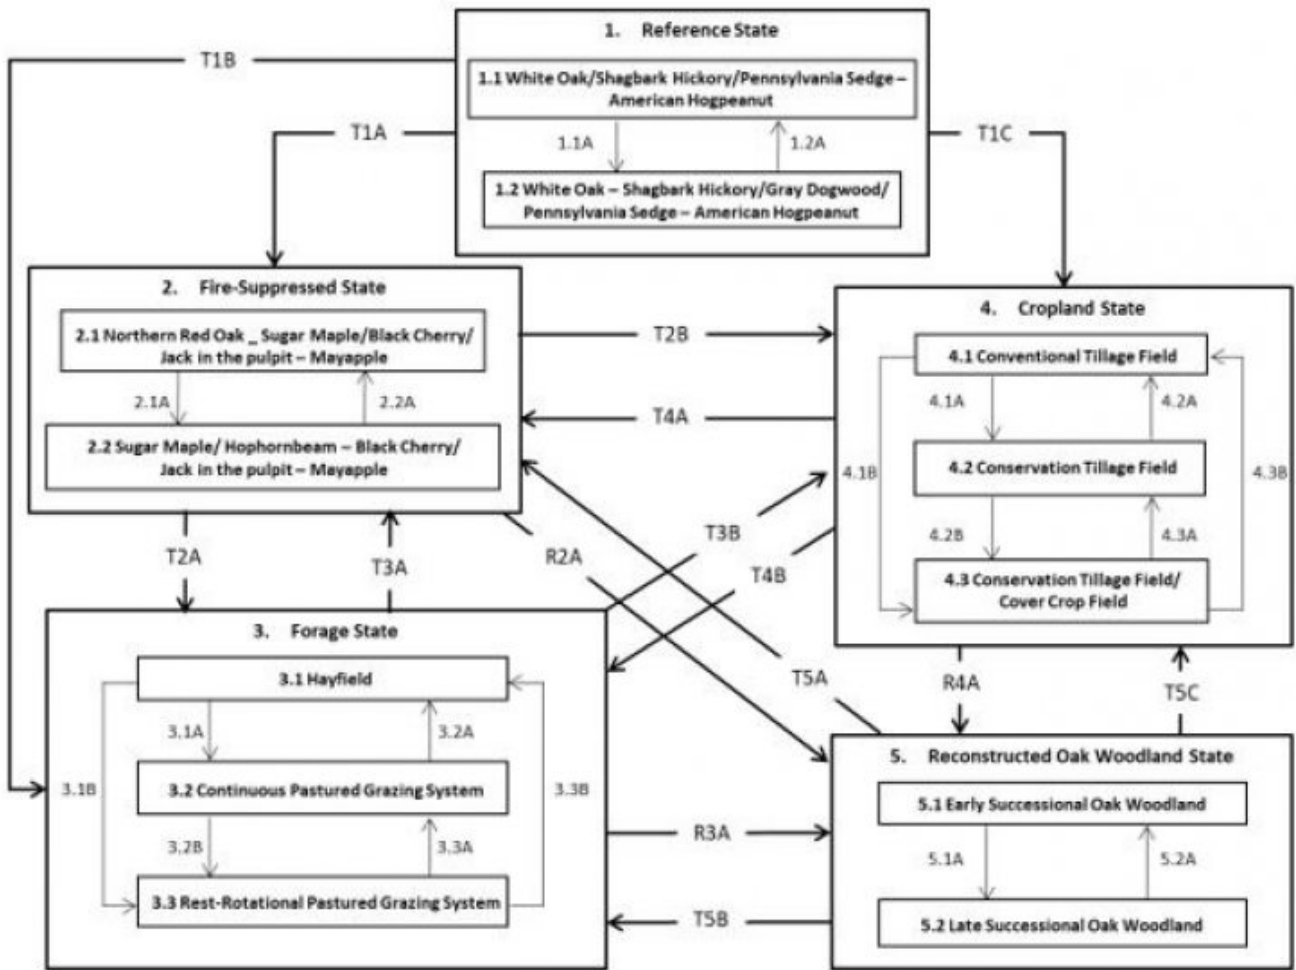 1. Reference State
T1B
1.1 White Oak/Shagbark Hickory/Pennsylvania Sedge –
American Hogpeanut
T1A
1.1A
1.2A
T1C
1.2 White Oak – Shagbark Hickory/Gray Dogwood/
Pennsylvania Sedge – American Hogpeanut
2. Fire-Suppressed State
2.1 Northern Red Oak _ Sugar Maple/Black Cherry/
Jack in the pulpit – Mayapple
2.1A
2.2A
2.2 Sugar Maple/ Hophornbeam – Black Cherry/
Jack in the pulpit – Mayapple
T2B
T4A
4. Cropland State
4.1 Conventional Tillage Field
4.1A
4.2A
4.2 Conservation Tillage Field
4.1B
4.3B
4.2B
4.3A
4.3 Conservation Tillage Field/
Cover Crop Field
T2A
T3A
R2A
T3B
T4B
T5A
R4A
T5C
3. Forage State
3.1 Hayfield
3.1A
3.2A
3.2 Continuous Pastured Grazing System
3.1B
3.3B
3.2B
3.3A
3.3 Rest-Rotational Pastured Grazing System
R3A
T5B
5. Reconstructed Oak Woodland State
5.1 Early Successional Oak Woodland
5.1A
5.2A
5.2 Late Successional Oak Woodland